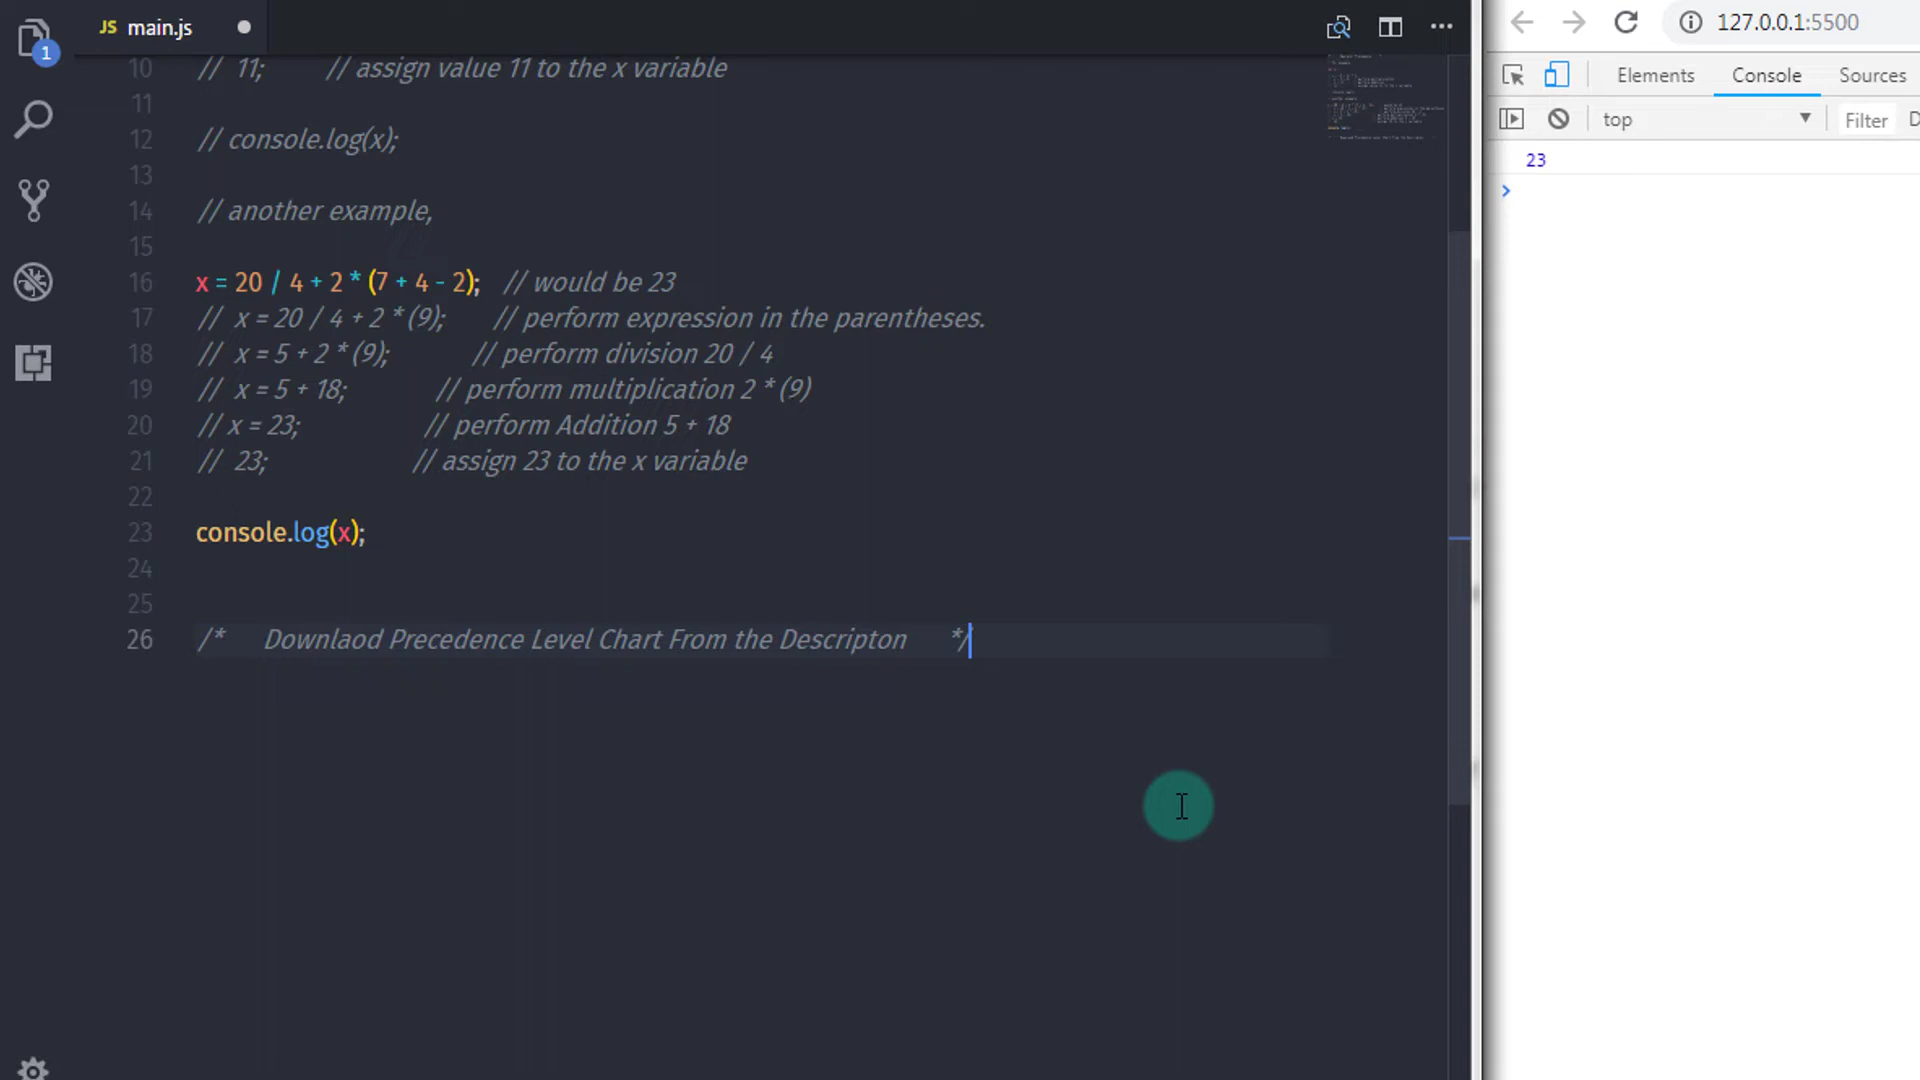 1
JS main.js
10 // 11; // assign value 11 to the x variable
11
12 // console.log(x);
13
14 // another example,
15
16 x = 20 / 4 + 2 * (7 + 4 - 2); // would be 23
17 // x = 20 / 4 + 2 * (9); // perform expression in the parentheses.
18 // x = 5 + 2 * (9); // perform division 20 / 4
19 // x = 5 + 18; // perform multiplication 2 * (9)
20 // x = 23; // perform Addition 5 + 18
21 // 23; // assign 23 to the x variable
22
23 console.log(x);
24
25
26 /* Downlaod Precedence Level Chart From the Descripton */
127.0.0.1:5500
Elements Console Sources
top Filter
23